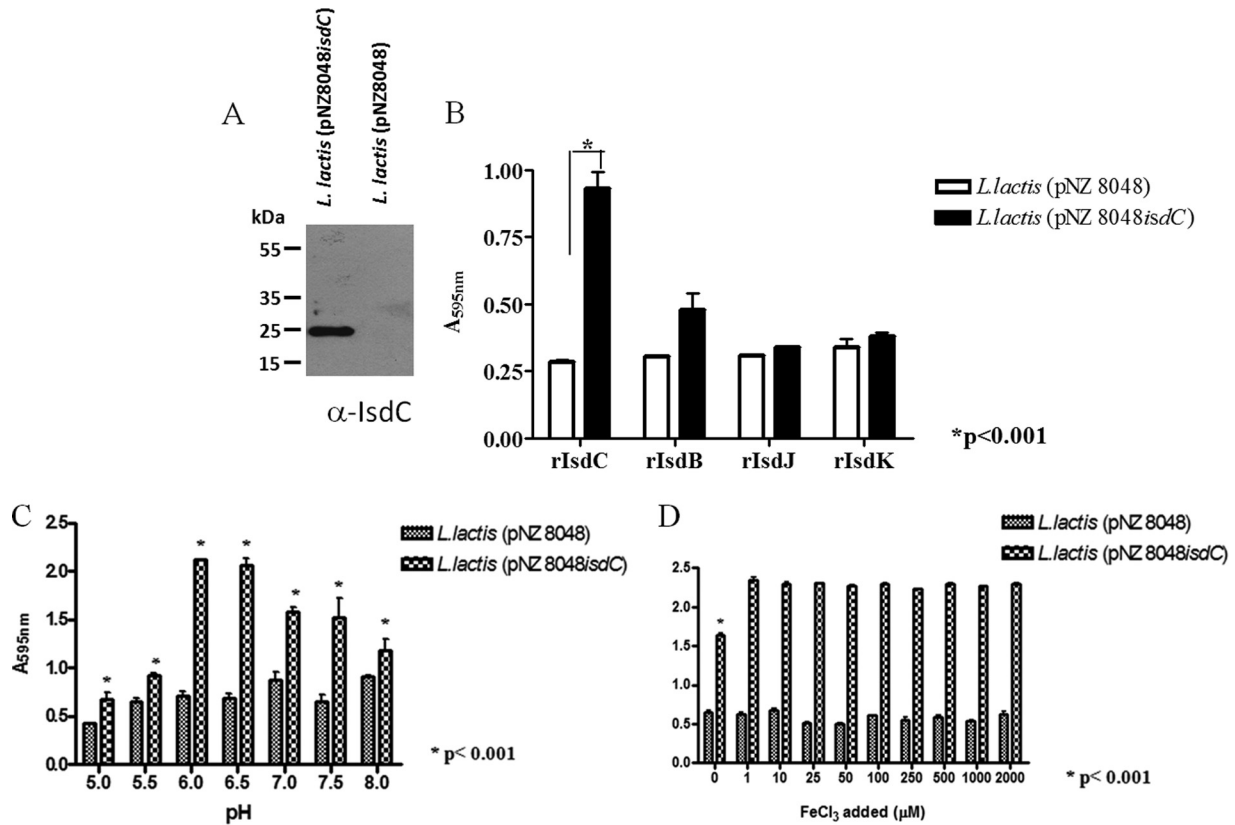 A
L. lactis (pNZ8048isdC)
L. lactis (pNZ8048)
kDa
55
35
25
15
α-IsdC
B
*
1.00
0.75
0.50
0.25
0.00
A595nm
rIsdC rIsdB rIsdJ rIsdK
L.lactis (pNZ 8048)
L.lactis (pNZ 8048isdC)
*p<0.001
C
2.5
2.0
1.5
1.0
0.5
0.0
A595nm
* * * * * * *
5.0 5.5 6.0 6.5 7.0 7.5 8.0
pH
L.lactis (pNZ 8048)
L.lactis (pNZ 8048isdC)
* p< 0.001
D
L.lactis (pNZ 8048)
L.lactis (pNZ 8048isdC)
2.5
2.0
1.5
1.0
0.5
0.0
*
0 1 10 25 50 100 250 500 1000 2000
FeCl3 added (µM)
* p< 0.001